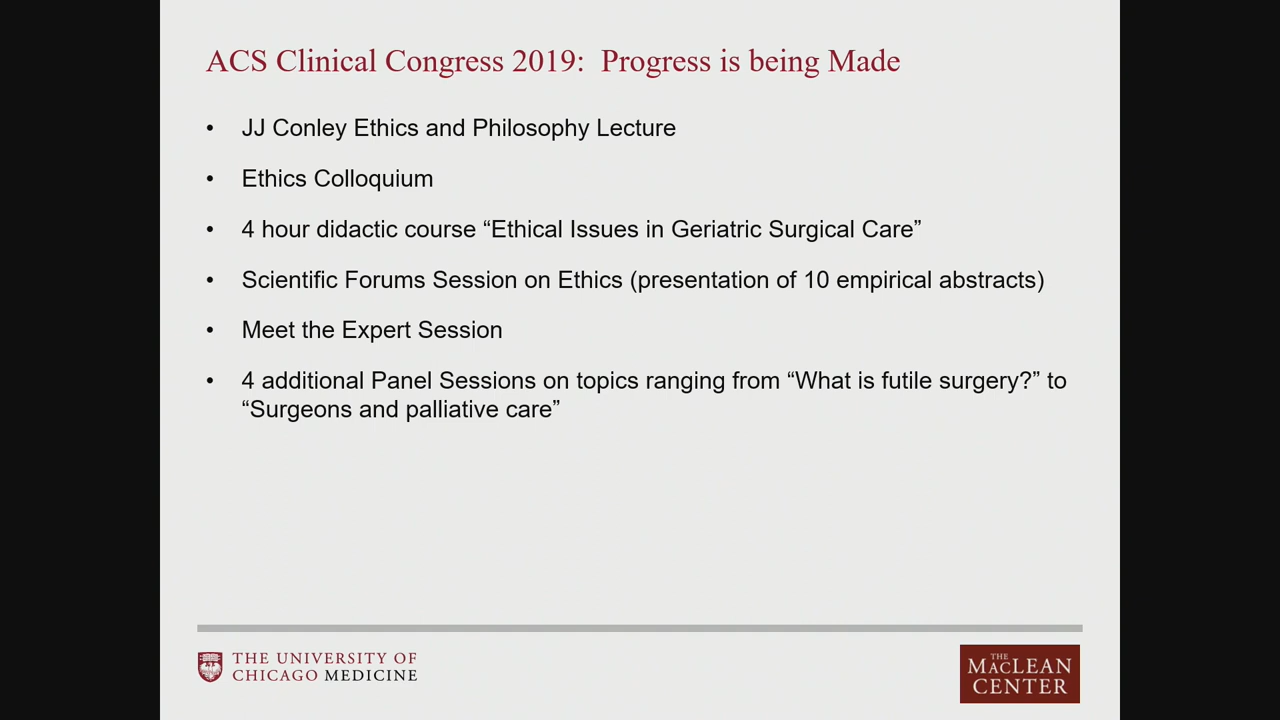 ACS Clinical Congress 2019:  Progress is being Made
• JJ Conley Ethics and Philosophy Lecture
• Ethics Colloquium
• 4 hour didactic course “Ethical Issues in Geriatric Surgical Care”
• Scientific Forums Session on Ethics (presentation of 10 empirical abstracts)
• Meet the Expert Session
• 4 additional Panel Sessions on topics ranging from “What is futile surgery?” to
“Surgeons and palliative care”
THE UNIVERSITY OF
CHICAGO MEDICINE
THE
MACLEAN
CENTER